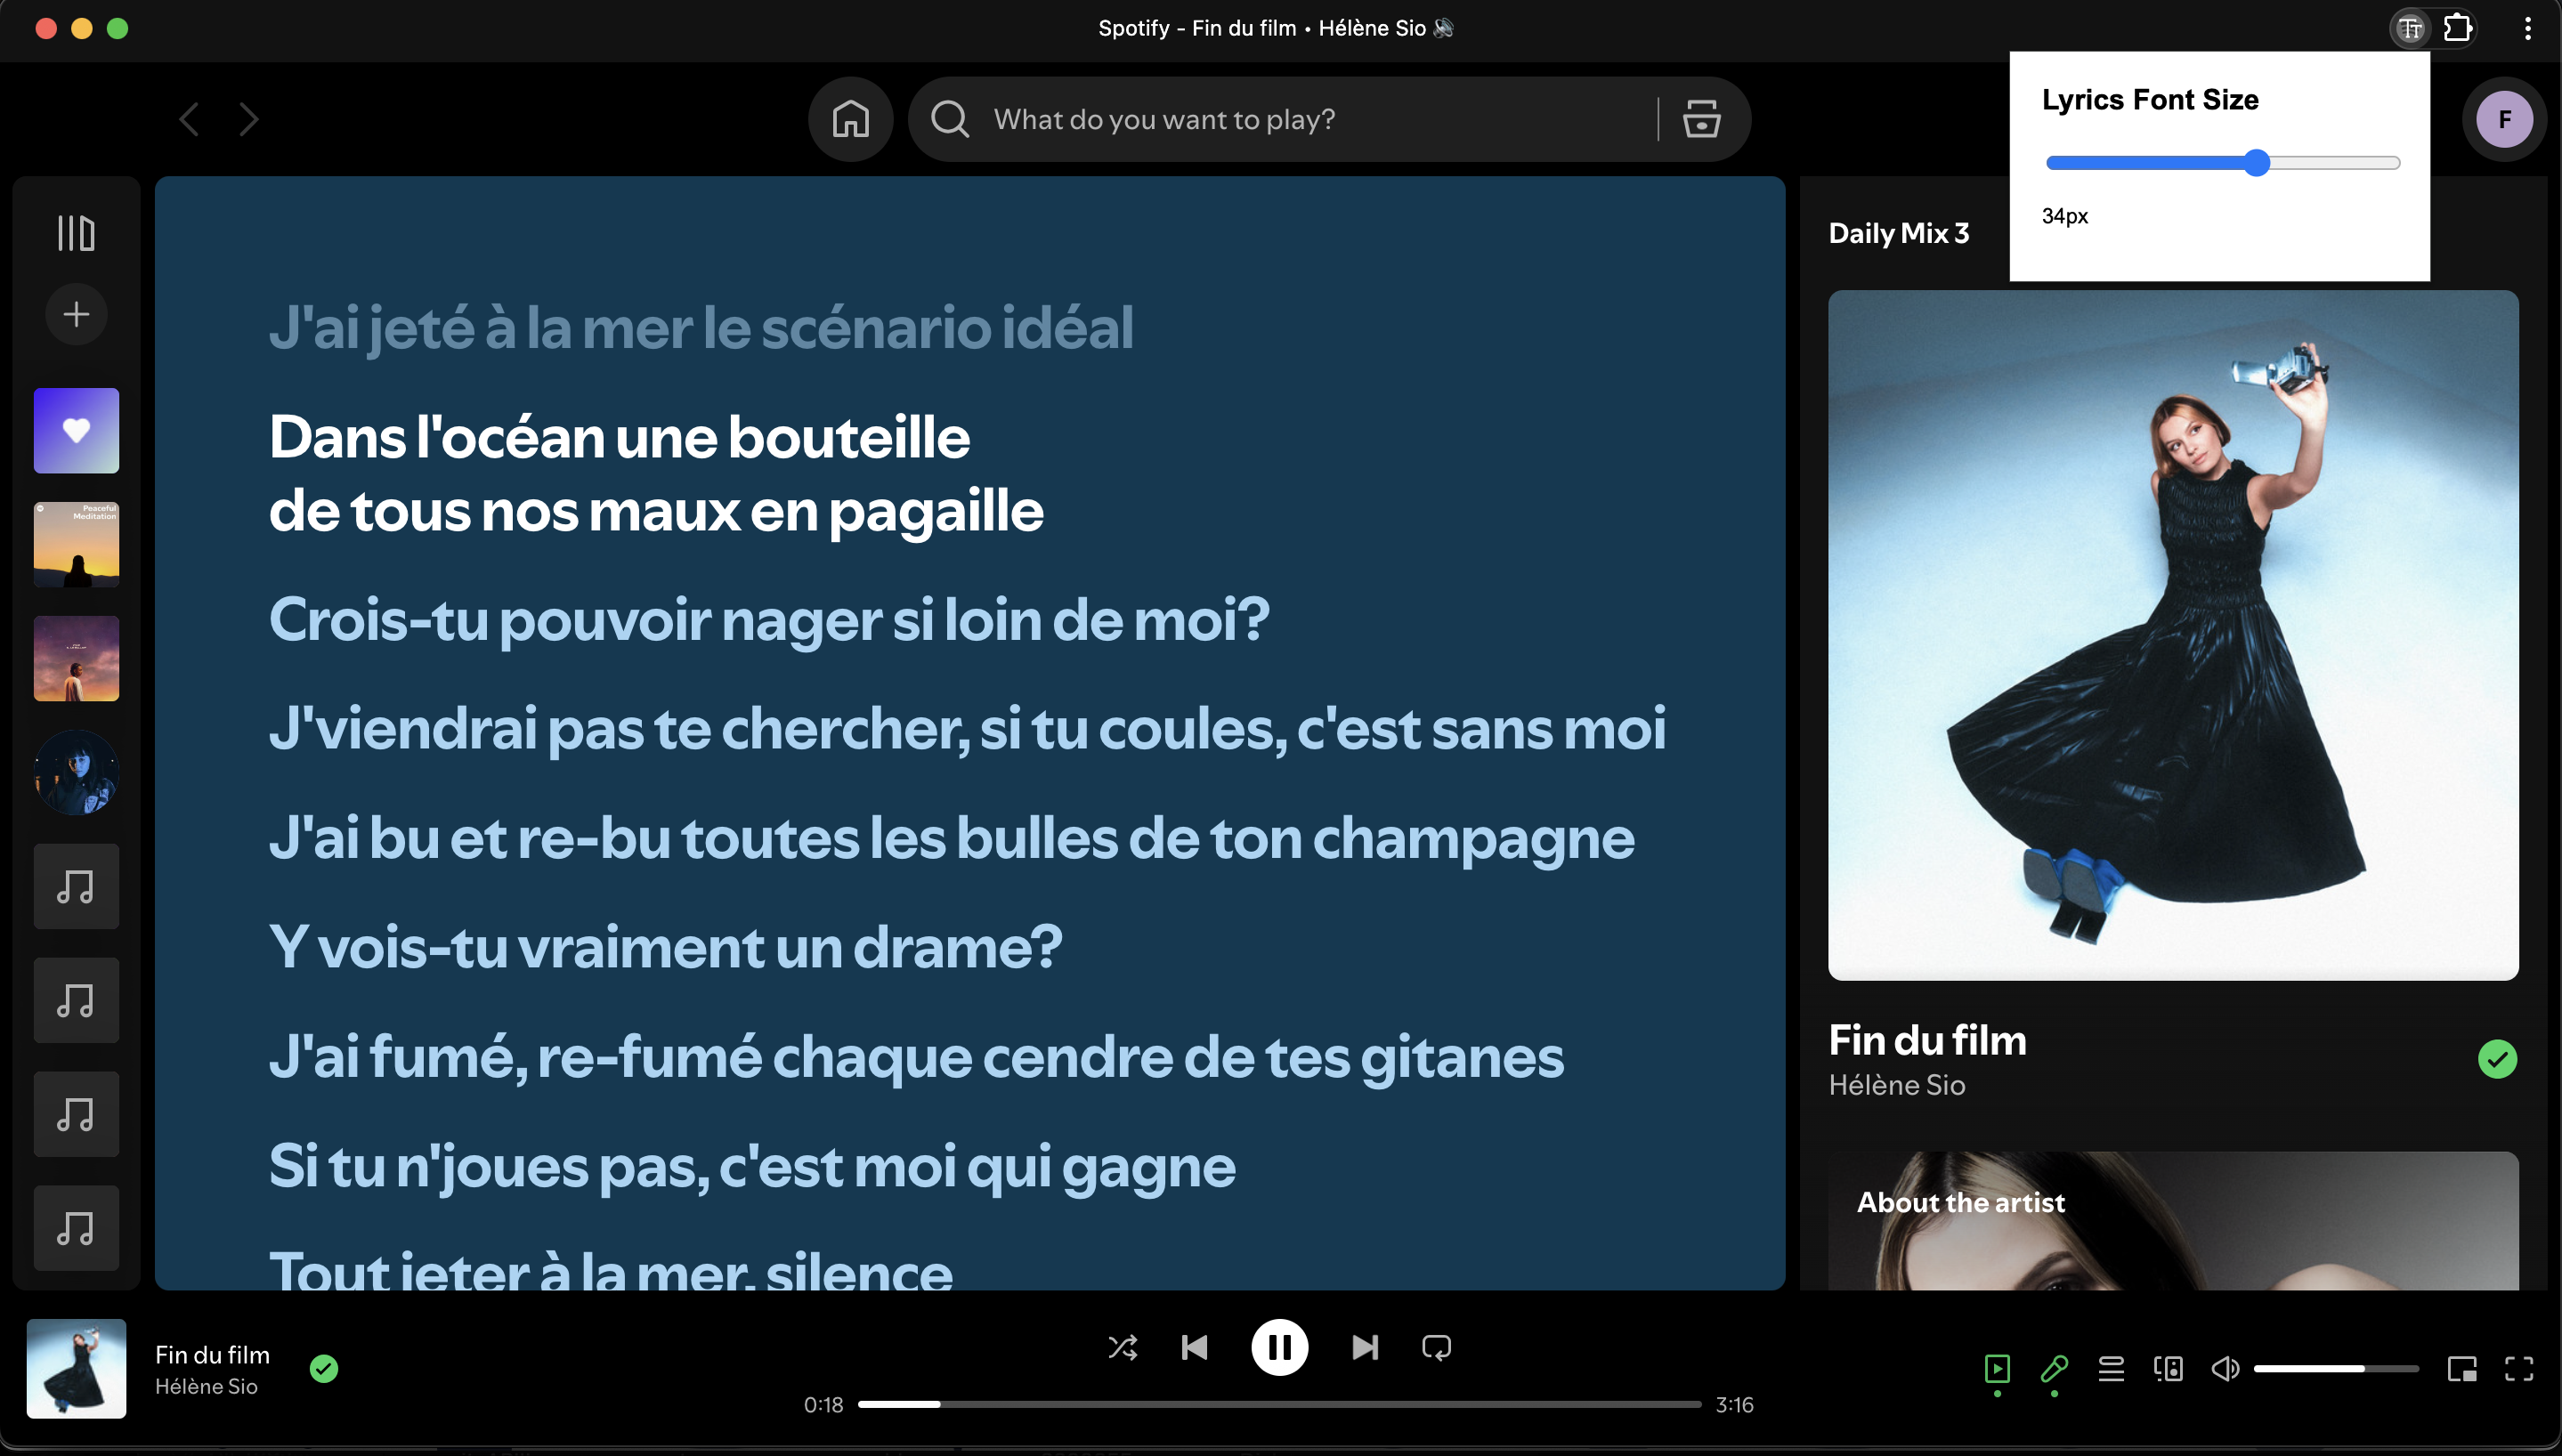 Spotify - Fin du film • Hélène Sio
What do you want to play?
Lyrics Font Size
34px
F
Peaceful
Meditation
J'ai jeté à la mer le scénario idéal
Dans l'océan une bouteille
de tous nos maux en pagaille
Crois-tu pouvoir nager si loin de moi?
J'viendrai pas te chercher, si tu coules, c'est sans moi
J'ai bu et re-bu toutes les bulles de ton champagne
Y vois-tu vraiment un drame?
J'ai fumé, re-fumé chaque cendre de tes gitanes
Si tu n'joues pas, c'est moi qui gagne
Tout jeter à la mer, silence
Daily Mix 3
Fin du film
Hélène Sio
About the artist
Fin du film
Hélène Sio
0:18
3:16